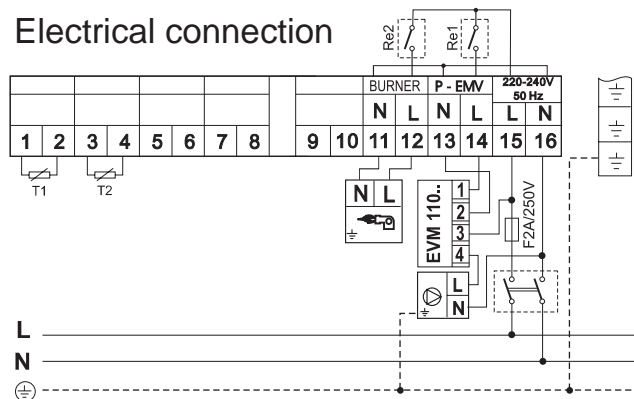 Electrical connection
Re2
Re1
BURNER P - EMV 220-240V
50 Hz
N L N L L N
1 2 3 4 5 6 7 8 9 10 11 12 13 14 15 16
T1 T2
N L
EVM 110..
1
2
3
4
F2A/250V
L
N
L
N